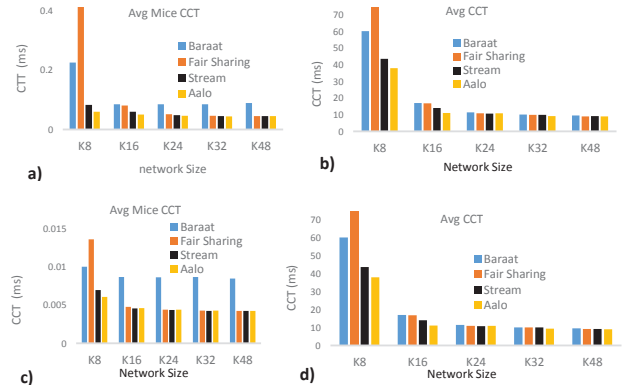 Avg Mice CCT
0.4
0.2
0
CTT (ms)
Baraat
Fair Sharing
Stream
Aalo
K8 K16 K24 K32 K48
network Size
a)
Avg CCT
70
60
50
40
30
20
10
0
CCT (ms)
Baraat
Fair Sharing
Stream
Aalo
K8 K16 K24 K32 K48
Network Size
b)
Avg Mice CCT
0.015
0.01
0.005
0
CCT (ms)
Baraat
Fair Sharing
Stream
Aalo
K8 K16 K24 K32 K48
Network Size
c)
Avg CCT
70
60
50
40
30
20
10
0
CCT (ms)
Baraat
Fair Sharing
Stream
Aalo
K8 K16 K24 K32 K48
Network Size
d)